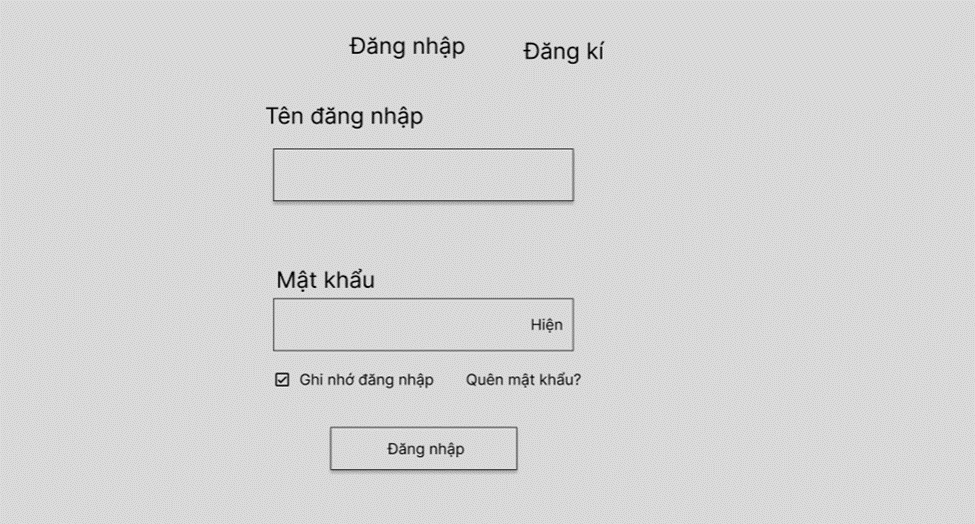 Đăng nhập Đăng kí
Tên đăng nhập
Mật khẩu
Hiện
Ghi nhớ đăng nhập Quên mật khẩu?
Đăng nhập